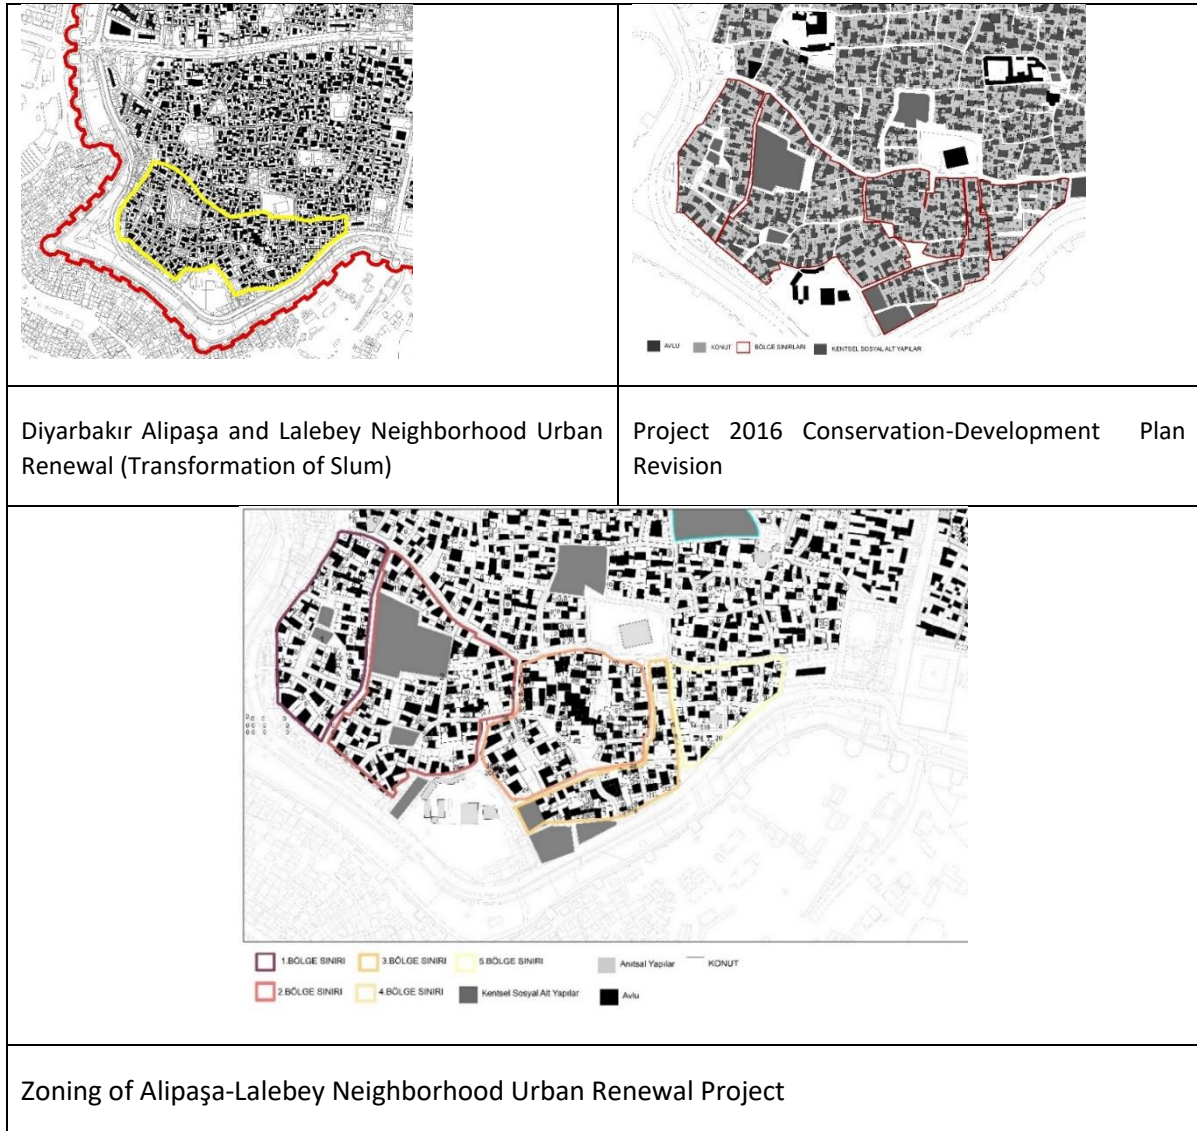 AVLU KONUT BÖLGE SINIRLARI KENTSEL SOSYAL ALT YAPILAR
Diyarbakır Alipaşa and Lalebey Neighborhood Urban
Renewal (Transformation of Slum)
Project 2016 Conservation-Development Plan
Revision
1.BÖLGE SINIRI 3.BÖLGE SINIRI 5.BÖLGE SINIRI Anıtsal Yapılar KONUT
2.BÖLGE SINIRI 4.BÖLGE SINIRI Kentsel Sosyal Alt Yapılar Avlu
Zoning of Alipaşa-Lalebey Neighborhood Urban Renewal Project